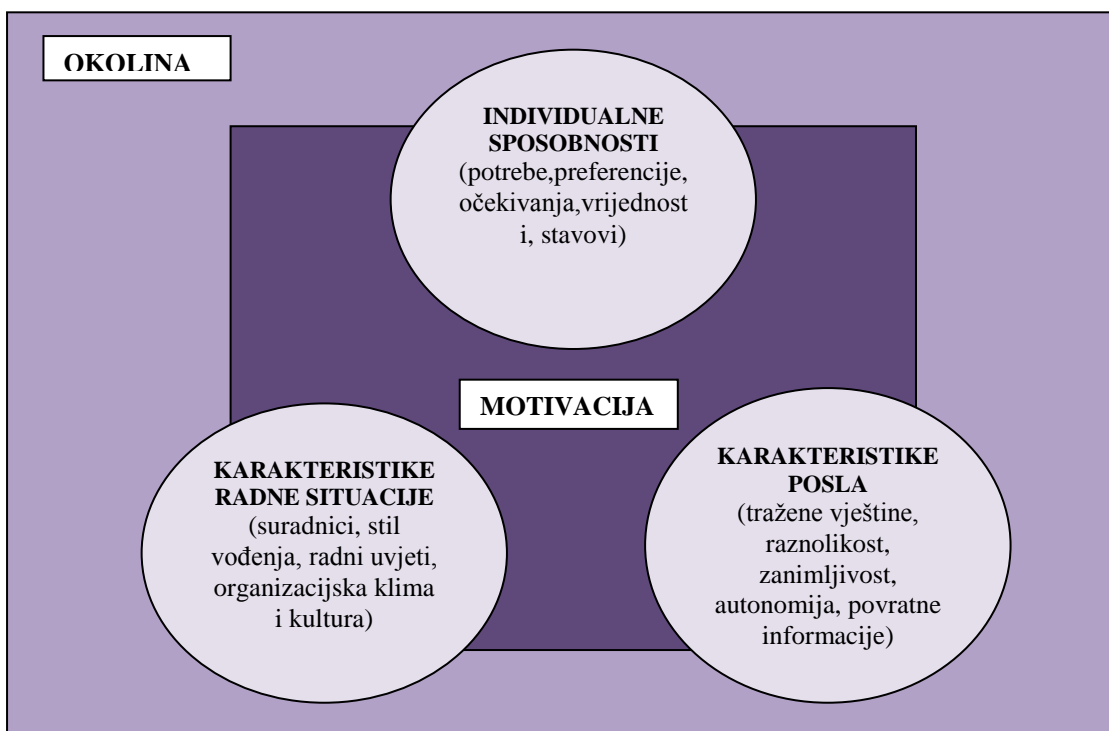 OKOLINA
INDIVIDUALNE
SPOSOBNOSTI
(potrebe,preferencije,
očekivanja,vrijednost
i, stavovi)
MOTIVACIJA
KARAKTERISTIKE
RADNE SITUACIJE
(suradnici, stil
vođenja, radni uvjeti,
organizacijska klima
i kultura)
KARAKTERISTIKE
POSLA
(tražene vještine,
raznolikost,
zanimljivost,
autonomija, povratne
informacije)